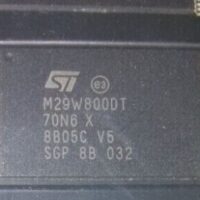 ST e3
M29W800DT
70N6 X
8B05C V5
SGP 8B 032